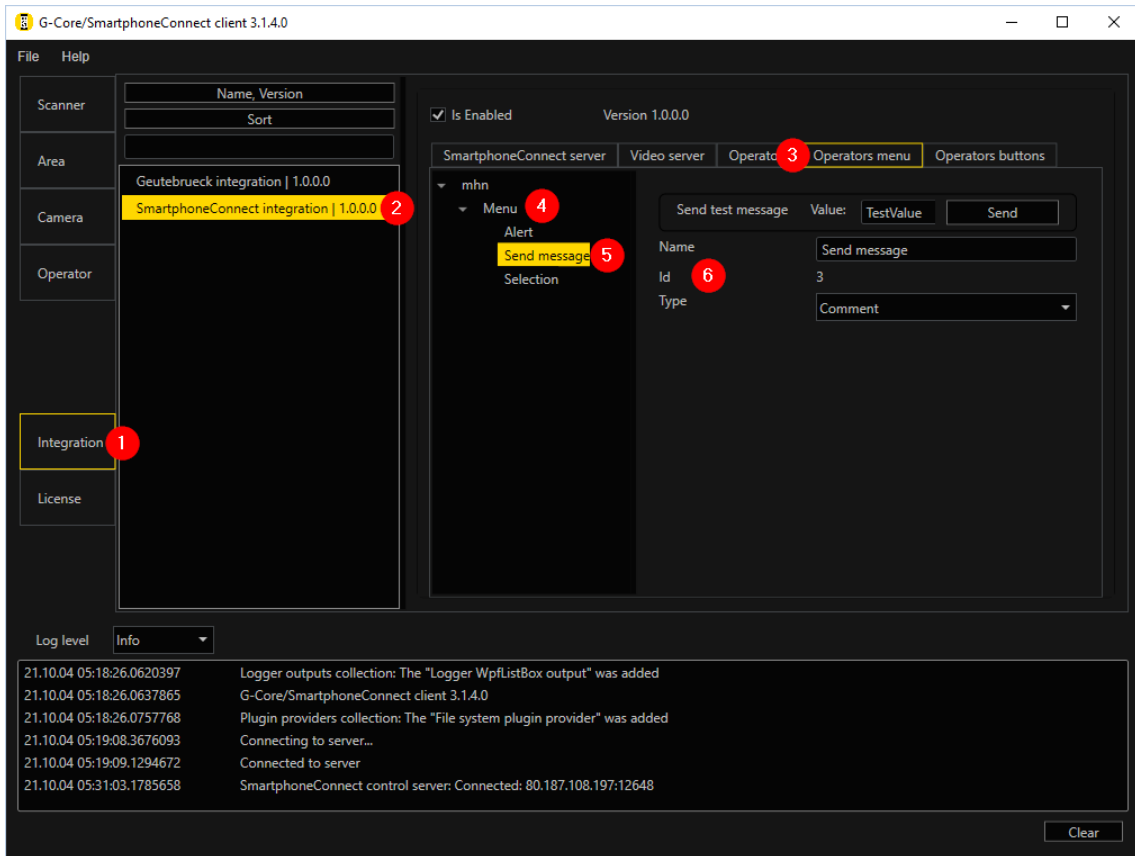 G-Core/SmartphoneConnect client 3.1.4.0
File Help
Scanner
Area
Camera
Operator
Integration 1
License
Name, Version
Sort
Geutebrueck integration | 1.0.0.0
SmartphoneConnect integration | 1.0.0.0 2
Is Enabled Version 1.0.0.0
SmartphoneConnect server Video server 3 Operators menu Operators buttons
mhn
Menu 4
Alert
Send message 5
Selection
Send test message Value: TestValue Send
Name Send message
Id 6 3
Type Comment
Log level Info
21.10.04 05:18:26.0620397 Logger outputs collection: The "Logger WpfListBox output" was added
21.10.04 05:18:26.0637865 G-Core/SmartphoneConnect client 3.1.4.0
21.10.04 05:18:26.0757768 Plugin providers collection: The "File system plugin provider" was added
21.10.04 05:19:08.3676093 Connecting to server...
21.10.04 05:19:09.1294672 Connected to server
21.10.04 05:31:03.1785658 SmartphoneConnect control server: Connected: 80.187.108.197:12648
Clear